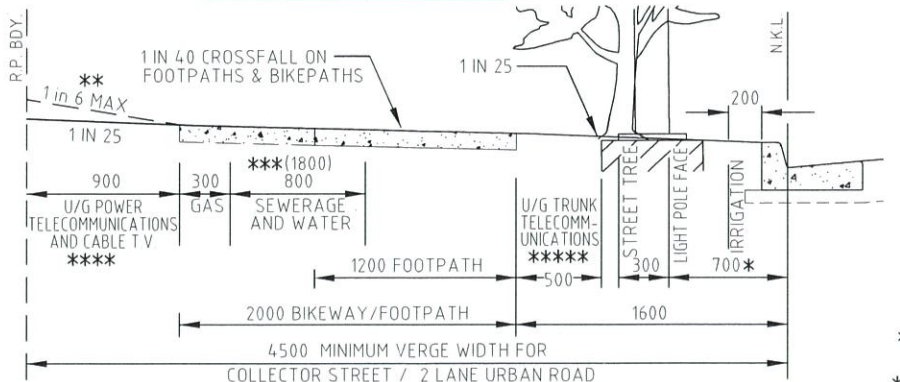 R.P. BDY.
N.K.L.
1 IN 40 CROSSFALL ON
FOOTPATHS & BIKEPATHS
1 IN 25
**
1 in 6 MAX
1 IN 25
200
***(1800)
900
300
800
U/G POWER
TELECOMMUNICATIONS
AND CABLE T V
****
GAS
SEWERAGE
AND WATER
U/G TRUNK
TELECOMM-
UNICATIONS
*****
STREET TREE
LIGHT POLE FACE
IRRIGATION
1200 FOOTPATH
500
300
700*
2000 BIKEWAY/FOOTPATH
1600
4500 MINIMUM VERGE WIDTH FOR
COLLECTOR STREET / 2 LANE URBAN ROAD
*